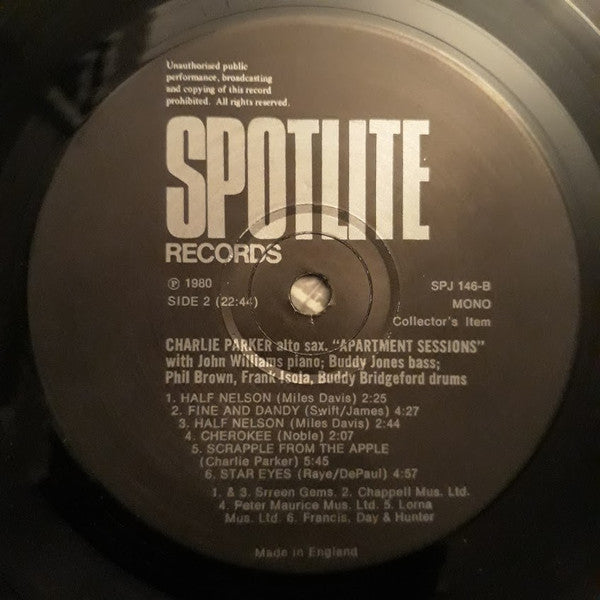 Unauthorised public
performance, broadcasting
and copying of this record
prohibited. All rights reserved.
SPOTLITE
RECORDS
℗ 1980
SIDE 2 (22:44)
SPJ 146-B
MONO
Collector's Item
CHARLIE PARKER alto sax. "APARTMENT SESSIONS"
with John Williams piano; Buddy Jones bass;
Phil Brown, Frank Isola, Buddy Bridgeford drums
1. HALF NELSON (Miles Davis) 2:25
2. FINE AND DANDY (Swift/James) 4:27
3. HALF NELSON (Miles Davis) 2:44
4. CHEROKEE (Noble) 2:07
5. SCRAPPLE FROM THE APPLE
(Charlie Parker) 5:45
6. STAR EYES (Raye/DePaul) 4:57
1. & 3. Srreen Gems. 2. Chappell Mus. Ltd.
4. Peter Maurice Mus. Ltd. 5. Lorna
Mus. Ltd. 6. Francis, Day & Hunter
Made in England